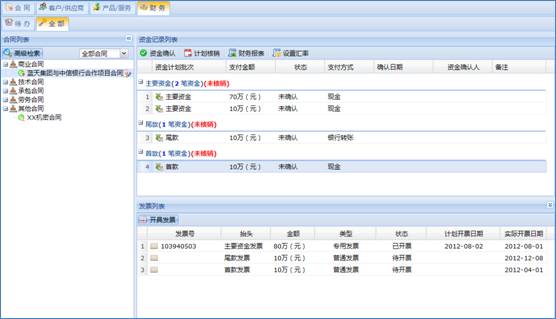 合 同 客户/供应商 产品/服务 财 务
待 办 全 部
合同列表
高级检索 全部合同
商业合同
蓝天集团与中信银行合作项目合同
技术合同
承包合同
劳务合同
其他合同
XX机密合同
资金记录列表
资金确认 计划核销 财务报表 设置汇率
资金计划批次 支付金额 状态 支付方式 确认日期 资金确认人 备注
主要资金(2 笔资金)(未核销)
1 主要资金 70万（元） 未确认 现金
2 主要资金 10万（元） 未确认 现金
尾款(1 笔资金)(未核销)
3 尾款 10万（元） 未确认 银行转账
首款(1 笔资金)(未核销)
4 首款 10万（元） 未确认 现金
发票列表
开具发票
发票号 抬头 金额 类型 状态 计划开票日期 实际开票日期
1 103940503 主要资金发票 80万（元） 专用发票 已开票 2012-08-02 2012-08-01
2 尾款发票 10万（元） 普通发票 待开票 2012-12-08
3 首款发票 10万（元） 普通发票 待开票 2012-04-01